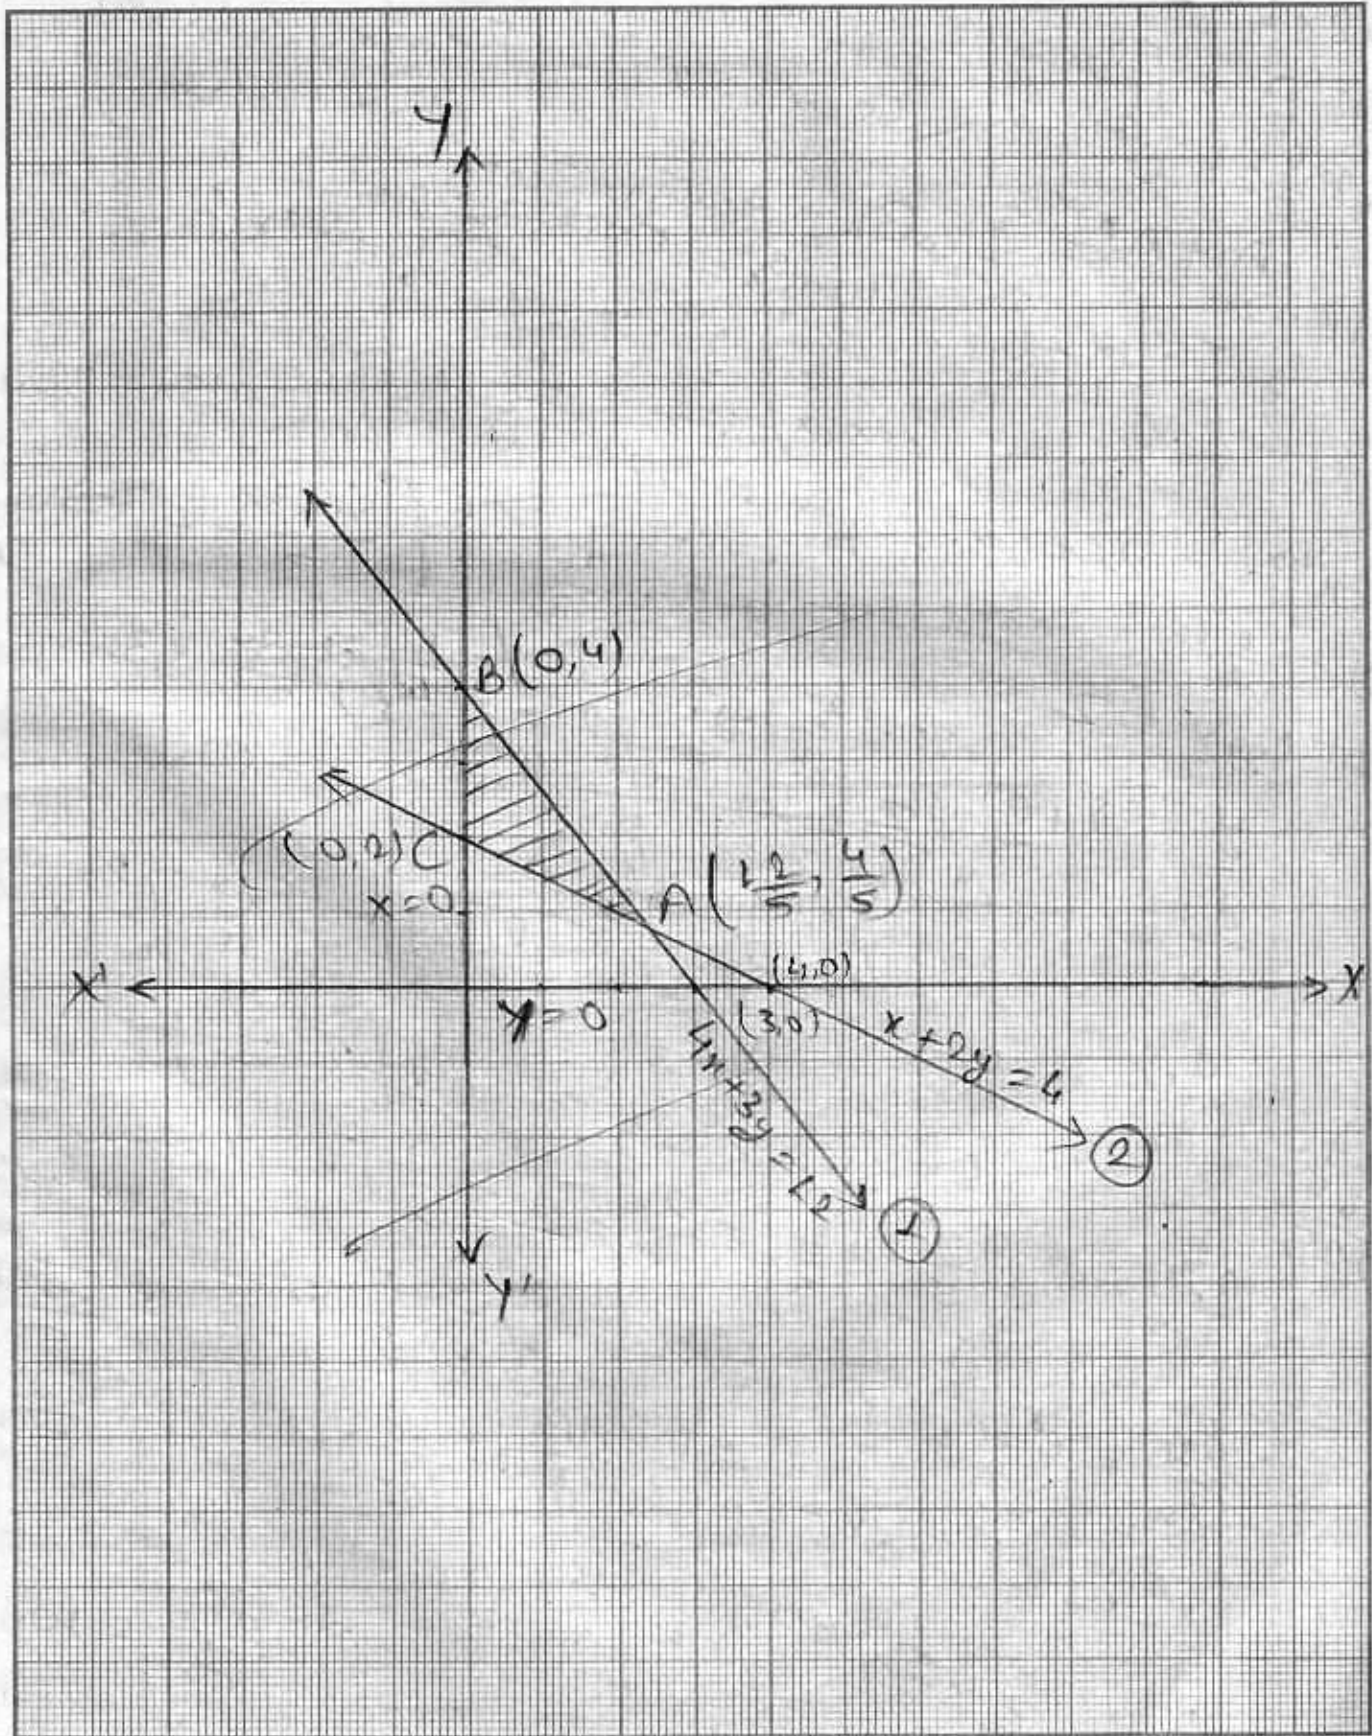 Y
B (0,4)
(0,2) C
A (12/5, 4/5)
x=0
(4,0)
X'
X
y=0
(3,0)
x+2y=4
4x+3y=12
②
①
Y'